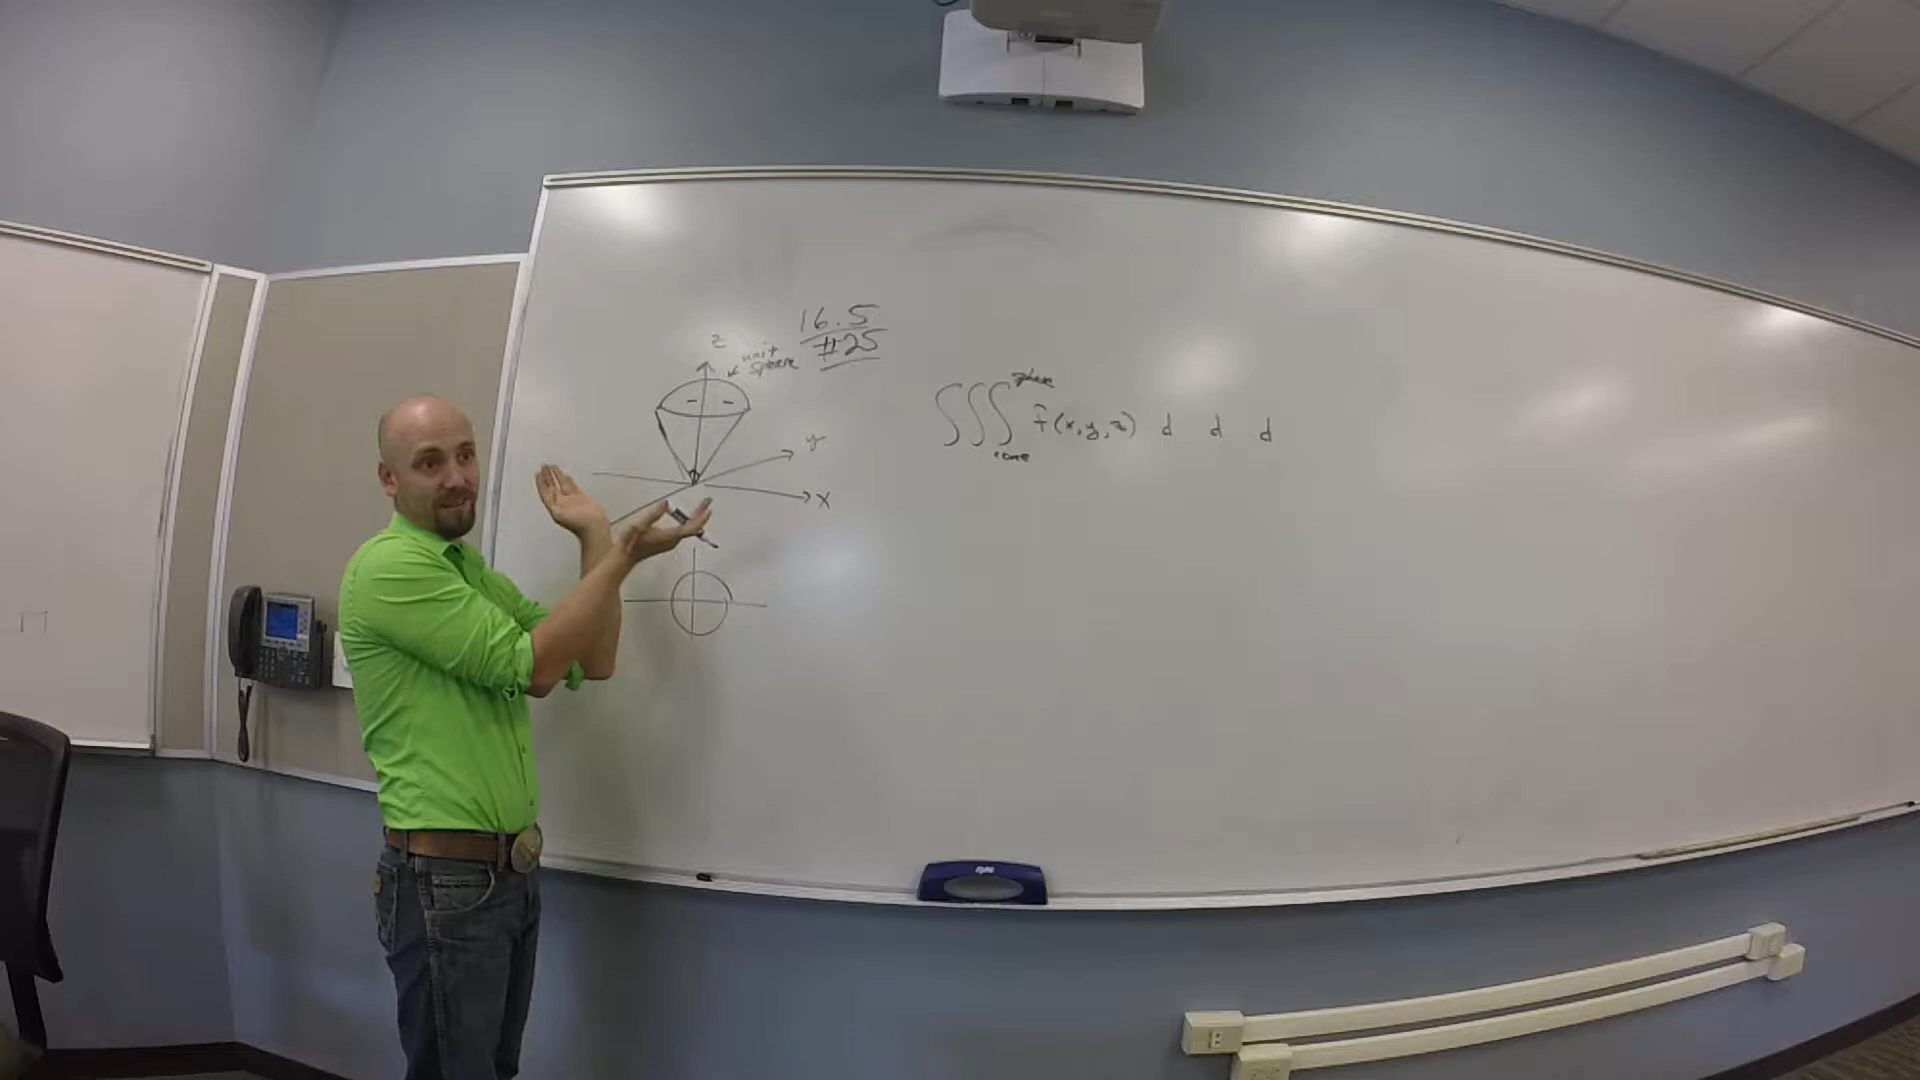 16.5
#25
z
unit
sphere
y
x
sphere
∫∫∫ f(x,y,z) d d d
cone